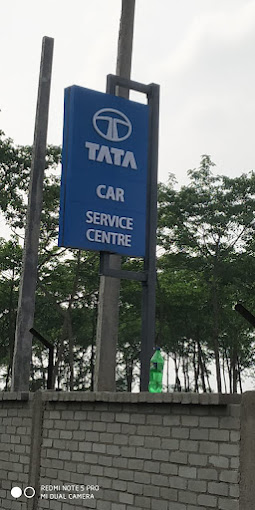 TATA
CAR
SERVICE
CENTRE
REDMI NOTE 5 PRO
MI DUAL CAMERA